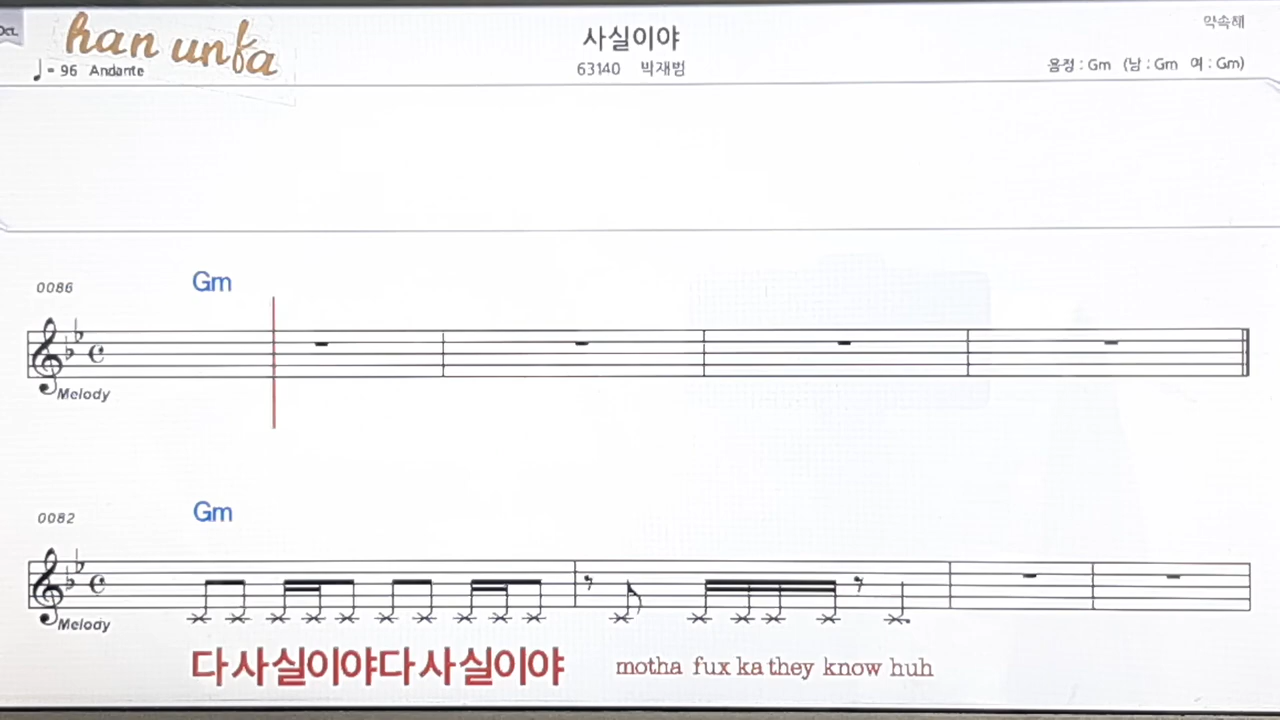 Oct.
han unfa
약속해
사실이야
♩= 96 Andante
63140 박재범
음정 : Gm (남 : Gm 여 : Gm)
0086
Gm
Melody
0082
Gm
Melody
다사실이야다사실이야 motha fux ka they know huh